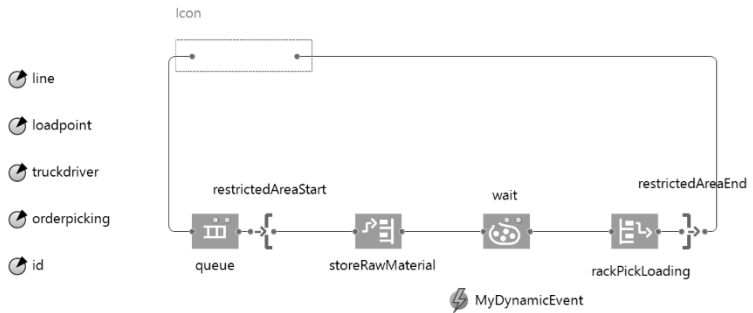 Icon
line
loadpoint
truckdriver
orderpicking
id
restrictedAreaStart
wait
restrictedAreaEnd
queue
storeRawMaterial
rackPickLoading
MyDynamicEvent